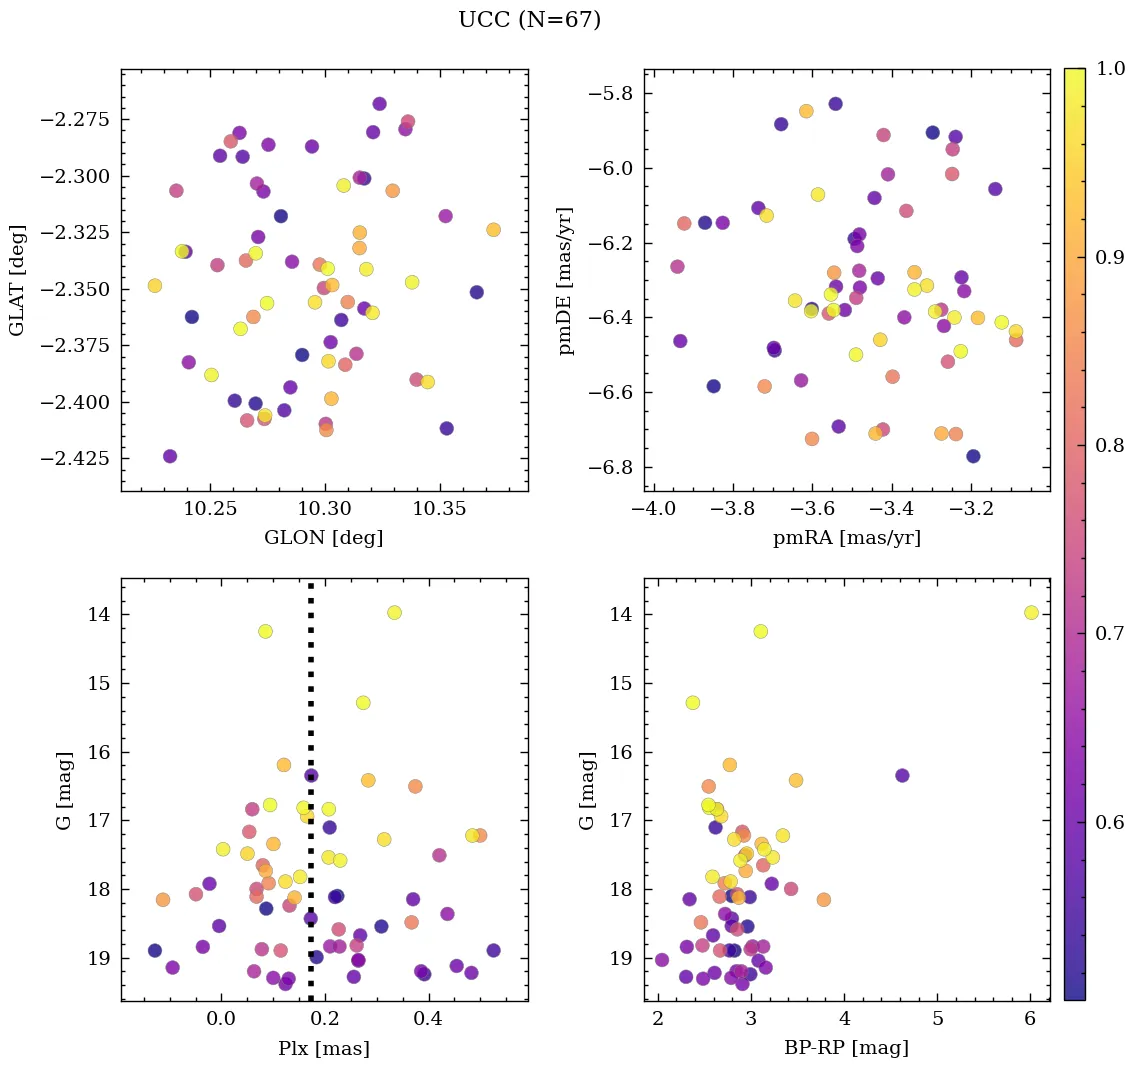 UCC (N=67)
−2.275
−2.300
−2.325
−2.350
−2.375
−2.400
−2.425
GLAT [deg]
10.25 10.30 10.35
GLON [deg]
−5.8
−6.0
−6.2
−6.4
−6.6
−6.8
pmDE [mas/yr]
−4.0 −3.8 −3.6 −3.4 −3.2
pmRA [mas/yr]
14
15
16
17
18
19
G [mag]
0.0 0.2 0.4
Plx [mas]
14
15
16
17
18
19
G [mag]
2 3 4 5 6
BP-RP [mag]
1.0
0.9
0.8
0.7
0.6